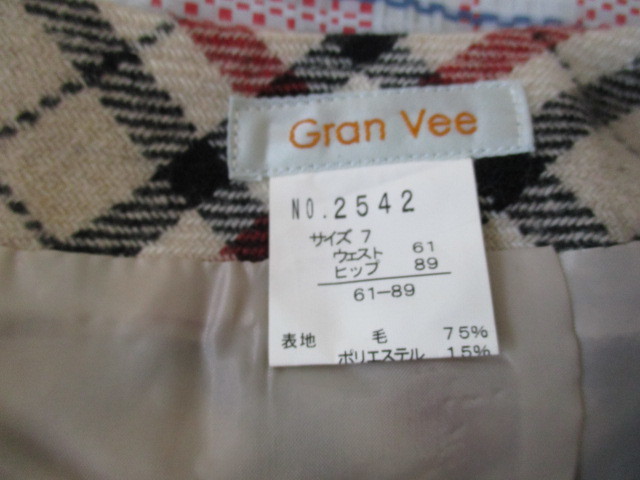 Gran Vee
NO.2542
サイズ 7
ウェスト 61
ヒップ 89
61-89
表地 毛 75%
ポリエステル 15%